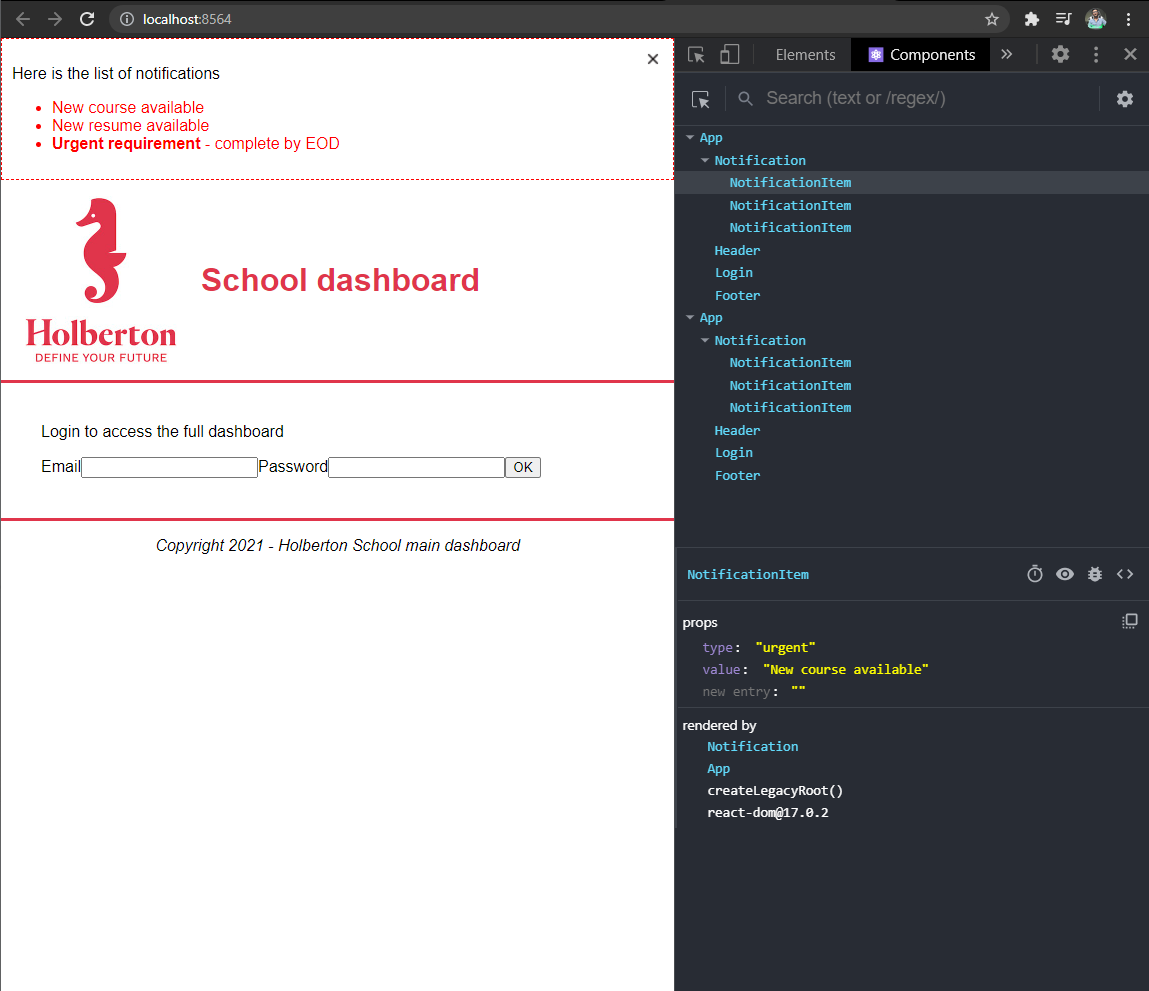 localhost:8564
Here is the list of notifications
New course available
New resume available
Urgent requirement - complete by EOD
Holberton
DEFINE YOUR FUTURE
School dashboard
Login to access the full dashboard
Email Password OK
Copyright 2021 - Holberton School main dashboard
Elements Components
Search (text or /regex/)
App
Notification
NotificationItem
NotificationItem
NotificationItem
Header
Login
Footer
App
Notification
NotificationItem
NotificationItem
NotificationItem
Header
Login
Footer
NotificationItem
props
type: "urgent"
value: "New course available"
new entry: ""
rendered by
Notification
App
createLegacyRoot()
react-dom@17.0.2